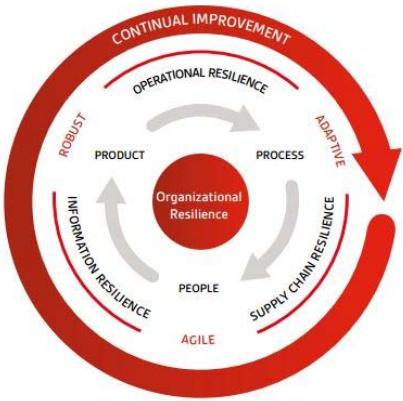 CONTINUAL IMPROVEMENT
OPERATIONAL RESILIENCE
ROBUST
ADAPTIVE
PRODUCT
PROCESS
Organizational
Resilience
INFORMATION RESILIENCE
SUPPLY CHAIN RESILIENCE
PEOPLE
AGILE